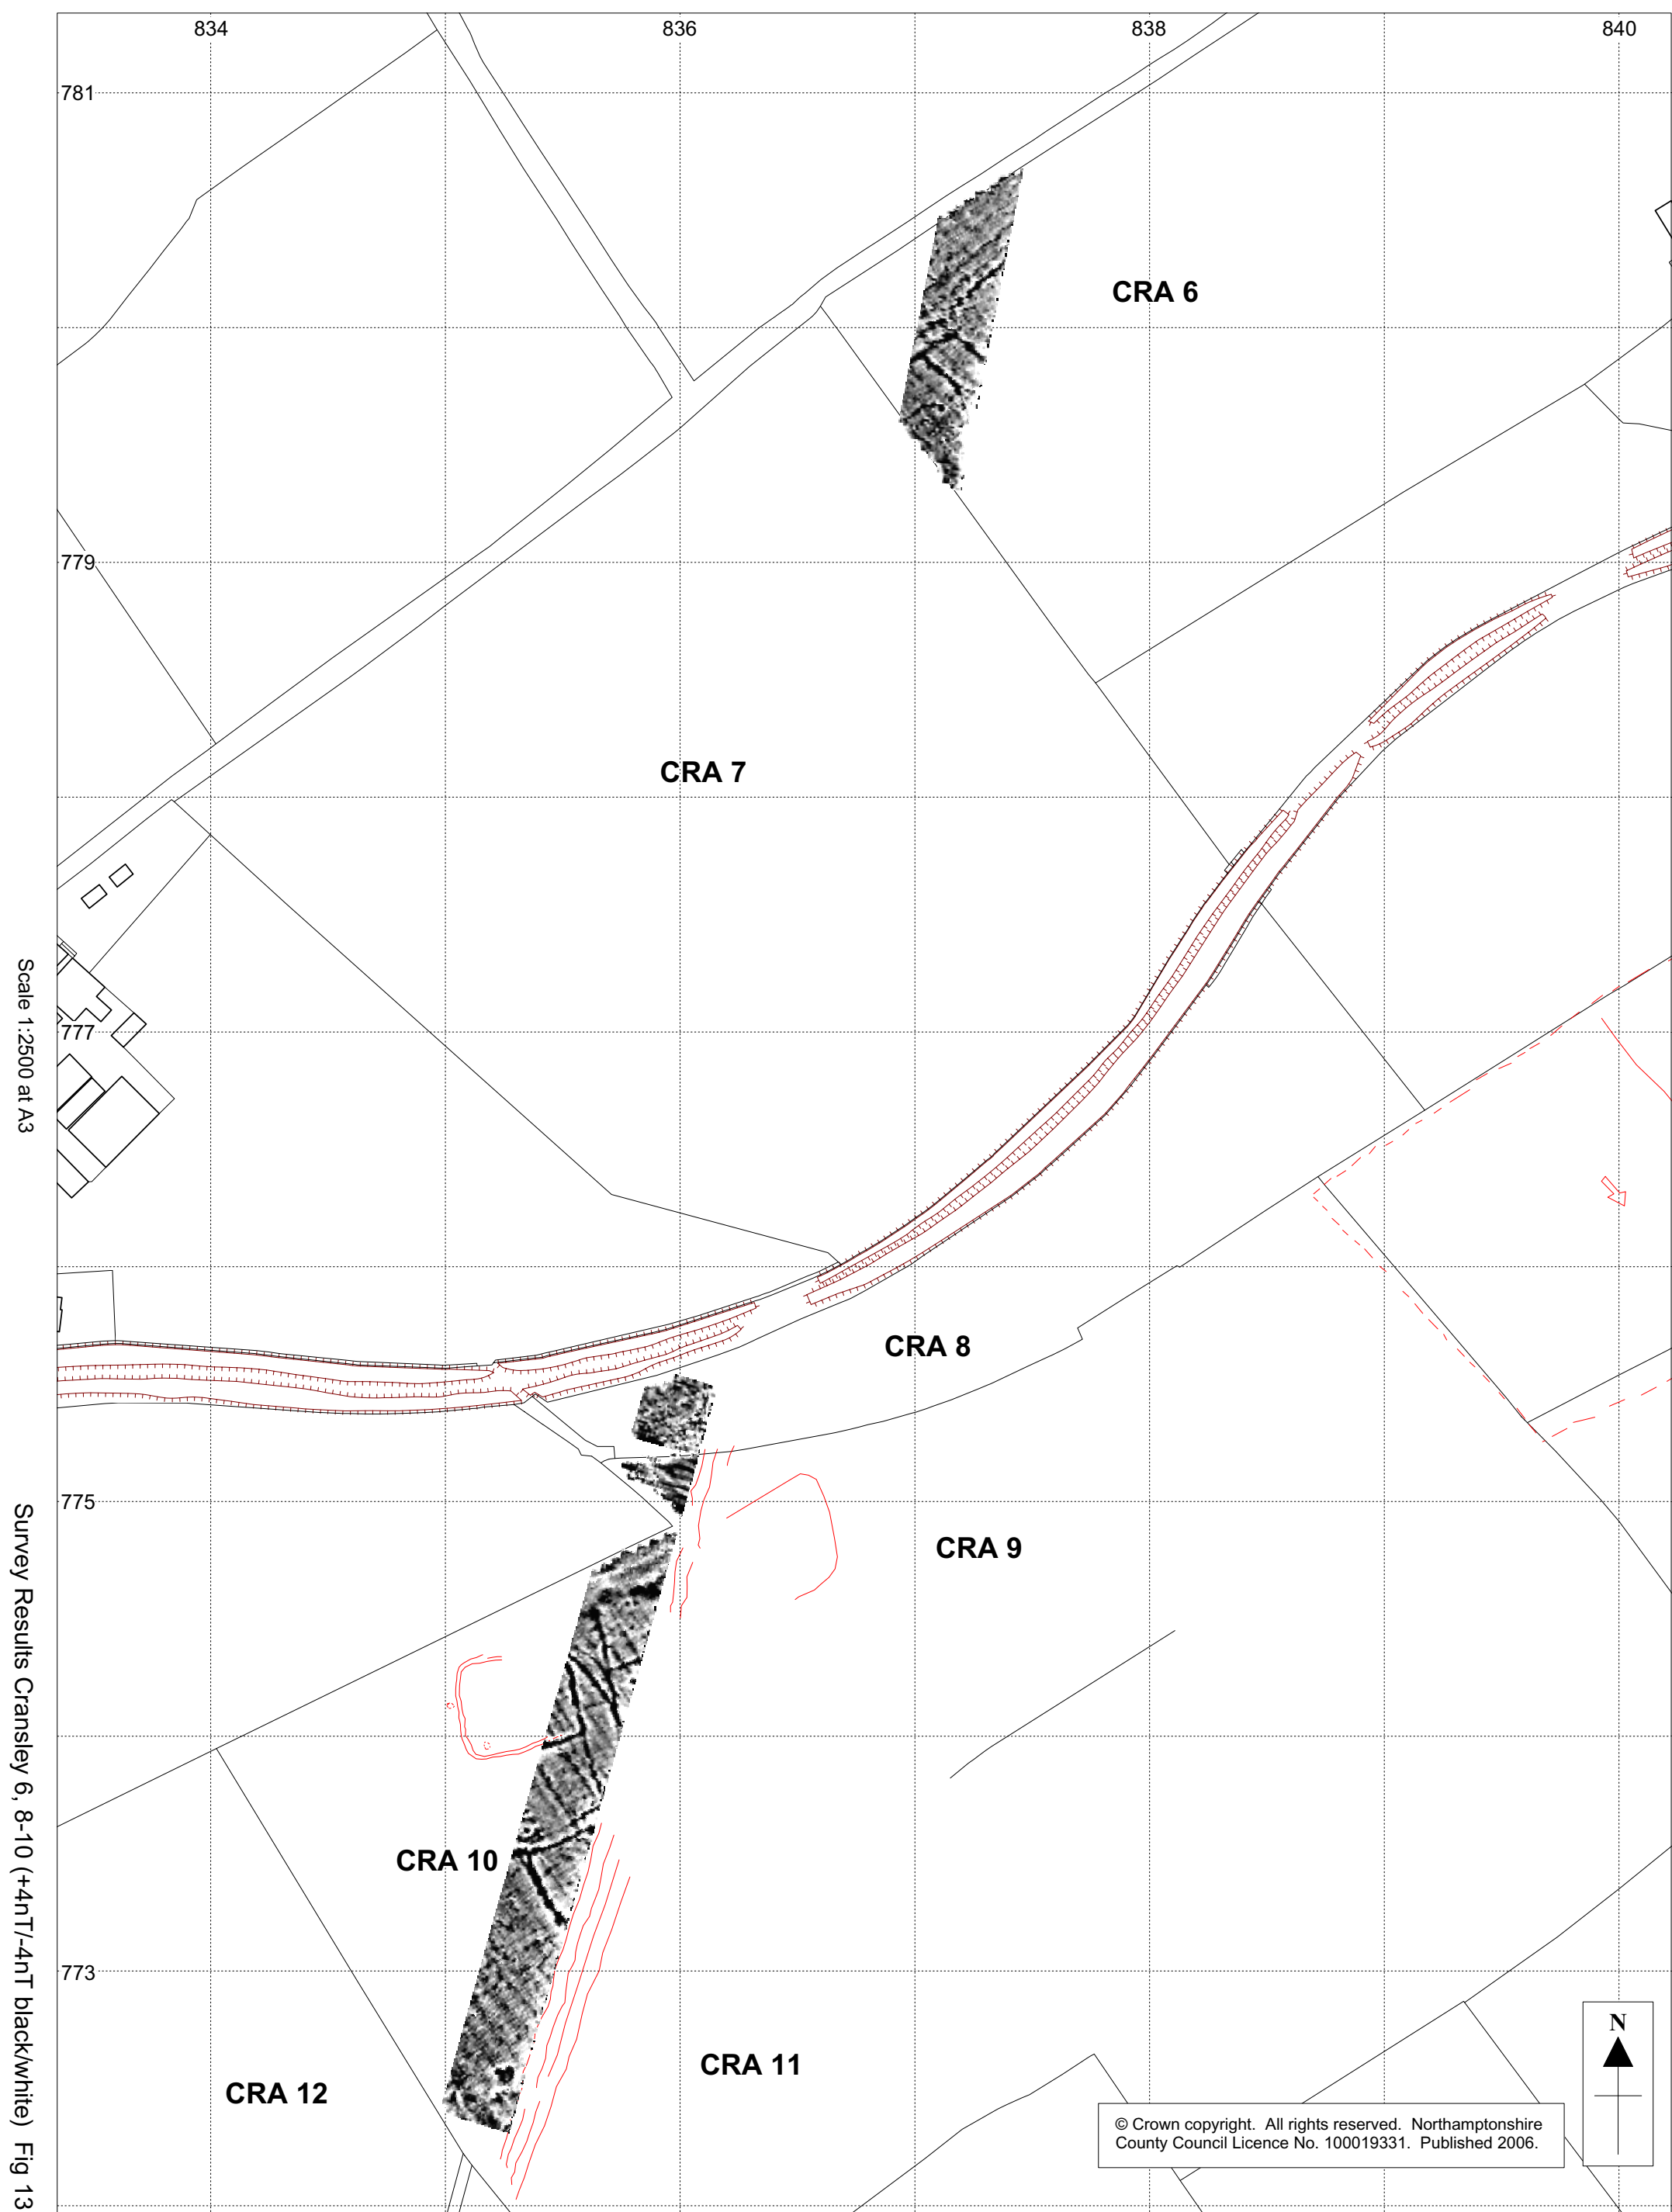 834
836
838
840
781
CRA 6
779
CRA 7
777
CRA 8
775
CRA 9
CRA 10
773
CRA 11
CRA 12
N
© Crown copyright. All rights reserved. Northamptonshire
County Council Licence No. 100019331. Published 2006.
Scale 1:2500 at A3
Survey Results Cransley 6, 8-10 (+4nT/-4nT black/white) Fig 13